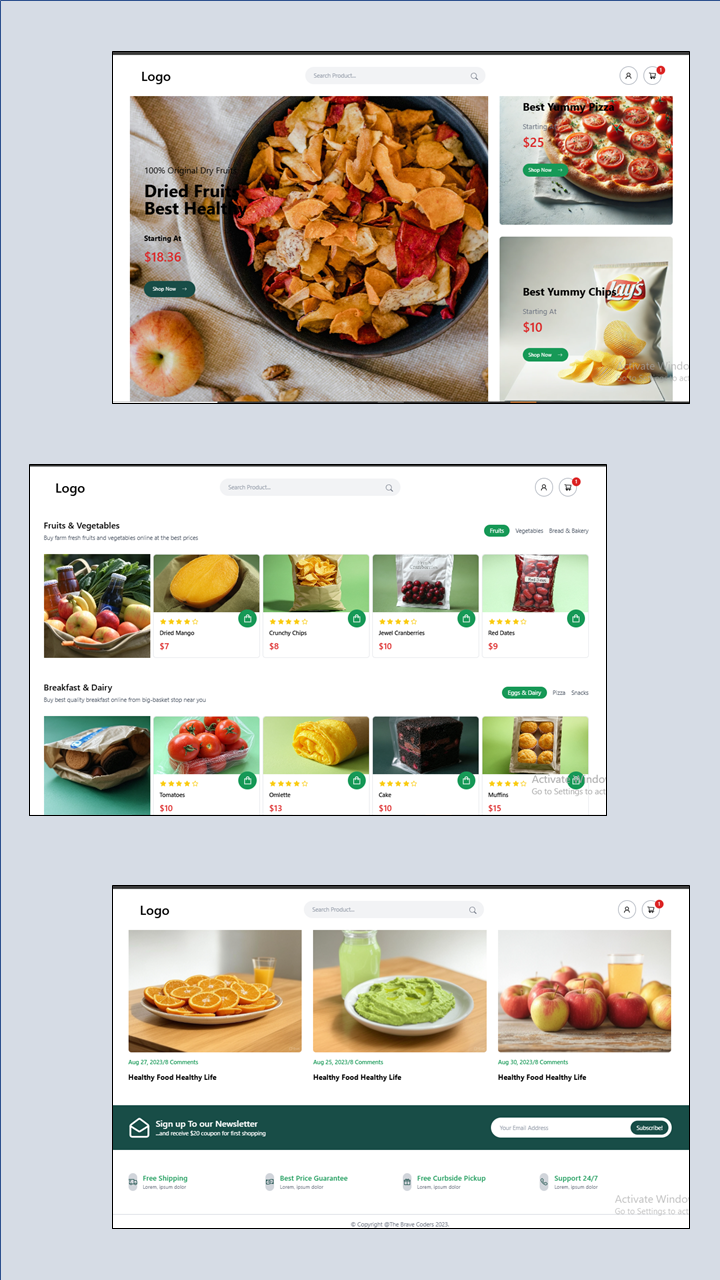 Logo
Search Product...
1
100% Original Dry Fruits
Dried Fruits
Best Healthy
Starting At
$18.36
Shop Now
Best Yummy Pizza
Starting
$25
Shop Now
Lay's
Best Yummy Chips
Starting At
$10
Shop Now
Activate Windo
to act
Logo
Search Product...
1
Fruits & Vegetables
Buy farm fresh fruits and vegetables online at the best prices
Fruits Vegetables Bread & Bakery
Dried Mango
$7
Crunchy Chips
$8
Jewel Cranberries
$10
Red Dates
$9
Breakfast & Dairy
Buy best quality breakfast online from big-basket stop near you
Eggs & Dairy Pizza Snacks
Tomatoes
$10
Omlette
$13
Cake
$10
Muffins
$15
Activate Windo
Go to Settings to act
Logo
Search Product...
1
Aug 27, 2023/8 Comments
Healthy Food Healthy Life
Aug 25, 2023/8 Comments
Healthy Food Healthy Life
Aug 30, 2023/8 Comments
Healthy Food Healthy Life
Sign up To our Newsletter
...and receive $20 coupon for first shopping
Your Email Address
Subscribe!
Free Shipping
Lorem, ipsum dolor
Best Price Guarantee
Lorem, ipsum dolor
Free Curbside Pickup
Lorem, ipsum dolor
Support 24/7
Lorem, ipsum dolor
Activate Windo
Go to Settings to act
© Copyright @The Brave Coders 2023.